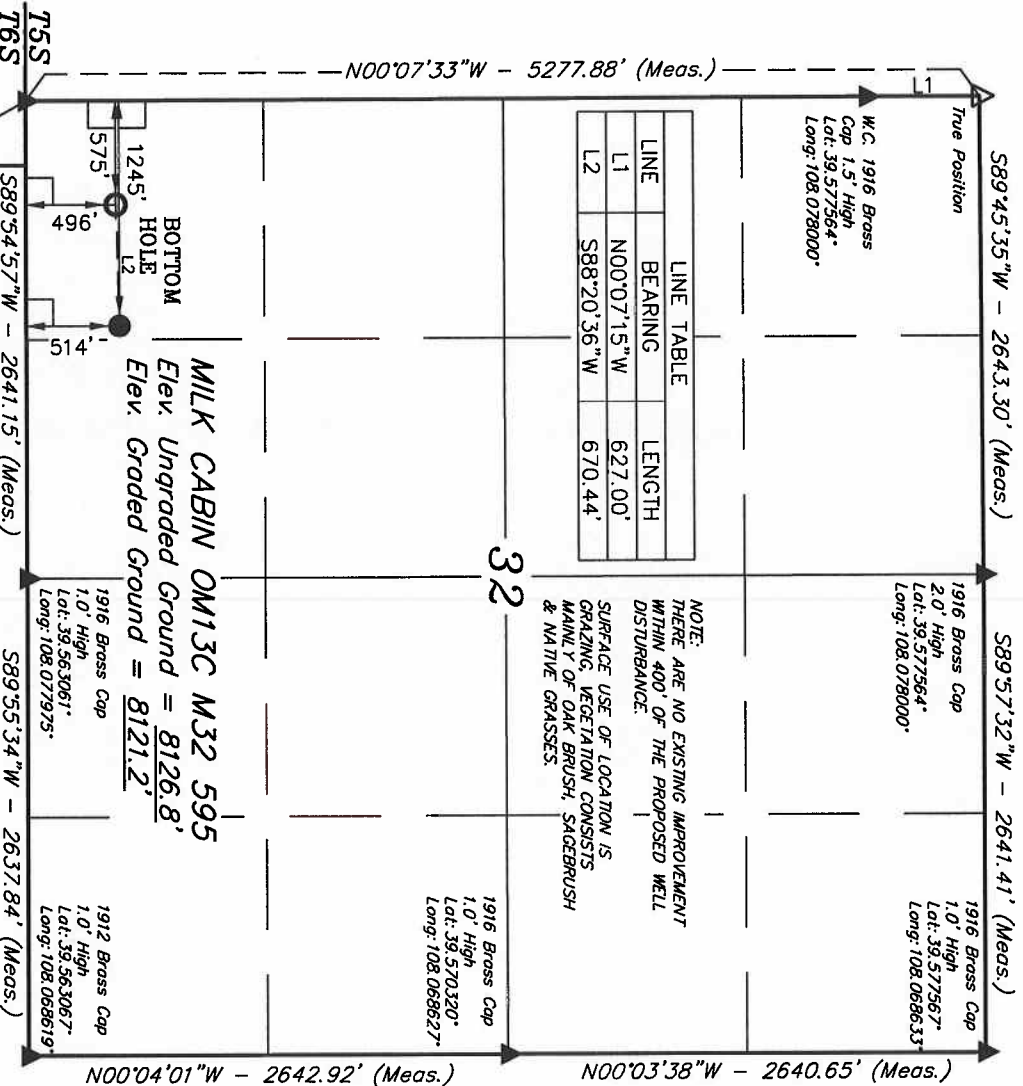 S89°45'35"W - 2643.30' (Meas.)
S89°57'32"W - 2641.41' (Meas.)
True Position
L1
W.C. 1916 Brass
Cap 1.5' High
Lat: 39.577564°
Long: 108.078000°
1916 Brass Cap
2.0' High
Lat: 39.577564°
Long: 108.078000°
1916 Brass Cap
1.0' High
Lat: 39.577567°
Long: 108.068633°
N00°07'33"W - 5277.88' (Meas.)
N00°03'38"W - 2640.65' (Meas.)
LINE TABLE
LINE BEARING LENGTH
L1 N00°07'15"W 627.00'
L2 S88°20'36"W 670.44'
NOTE:
THERE ARE NO EXISTING IMPROVEMENT
WITHIN 400' OF THE PROPOSED WELL
DISTURBANCE.
SURFACE USE OF LOCATION IS
GRAZING, VEGETATION CONSISTS
MAINLY OF OAK BRUSH, SAGEBRUSH
& NATIVE GRASSES.
32
1916 Brass Cap
1.0' High
Lat: 39.570320°
Long: 108.068627°
MILK CABIN OM13C M32 595
Elev. Ungraded Ground = 8126.8'
Elev. Graded Ground = 8121.2'
BOTTOM
HOLE
L2
1245'
575'
496'
514'
1916 Brass Cap
1.0' High
Lat: 39.563061°
Long: 108.077975°
1912 Brass Cap
1.0' High
Lat: 39.563067°
Long: 108.068619°
N00°04'01"W - 2642.92' (Meas.)
T5S
T6S
S89°54'57"W - 2641.15' (Meas.)
S89°55'34"W - 2637.84' (Meas.)